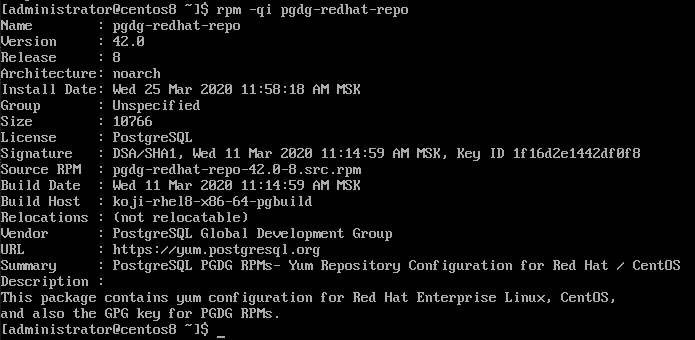 [administrator@centos8 ~]$ rpm -qi pgdg-redhat-repo
Name        : pgdg-redhat-repo
Version     : 42.0
Release     : 8
Architecture: noarch
Install Date: Wed 25 Mar 2020 11:58:18 AM MSK
Group       : Unspecified
Size        : 10766
License     : PostgreSQL
Signature   : DSA/SHA1, Wed 11 Mar 2020 11:14:59 AM MSK, Key ID 1f16d2e1442df0f8
Source RPM  : pgdg-redhat-repo-42.0-8.src.rpm
Build Date  : Wed 11 Mar 2020 11:14:59 AM MSK
Build Host  : koji-rhel8-x86-64-pgbuild
Relocations : (not relocatable)
Vendor      : PostgreSQL Global Development Group
URL         : https://yum.postgresql.org
Summary     : PostgreSQL PGDG RPMs- Yum Repository Configuration for Red Hat / CentOS
Description :
This package contains yum configuration for Red Hat Enterprise Linux, CentOS,
and also the GPG key for PGDG RPMs.
[administrator@centos8 ~]$ _